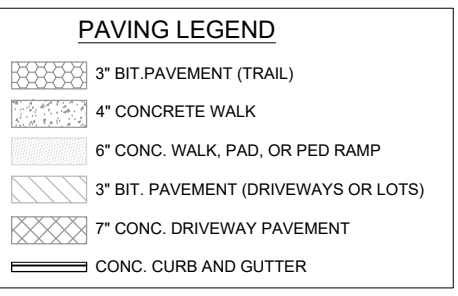 PAVING LEGEND
3" BIT.PAVEMENT (TRAIL)
4" CONCRETE WALK
6" CONC. WALK, PAD, OR PED RAMP
3" BIT. PAVEMENT (DRIVEWAYS OR LOTS)
7" CONC. DRIVEWAY PAVEMENT
CONC. CURB AND GUTTER